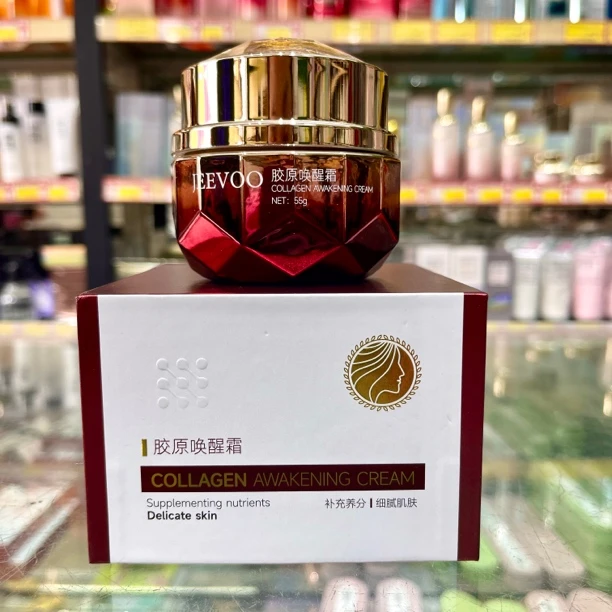 JEEVOO 胶原唤醒霜
COLLAGEN AWAKENING CREAM
NET: 55g
胶原唤醒霜
COLLAGEN AWAKENING CREAM
Supplementing nutrients 补充养分 | 细腻肌肤
Delicate skin